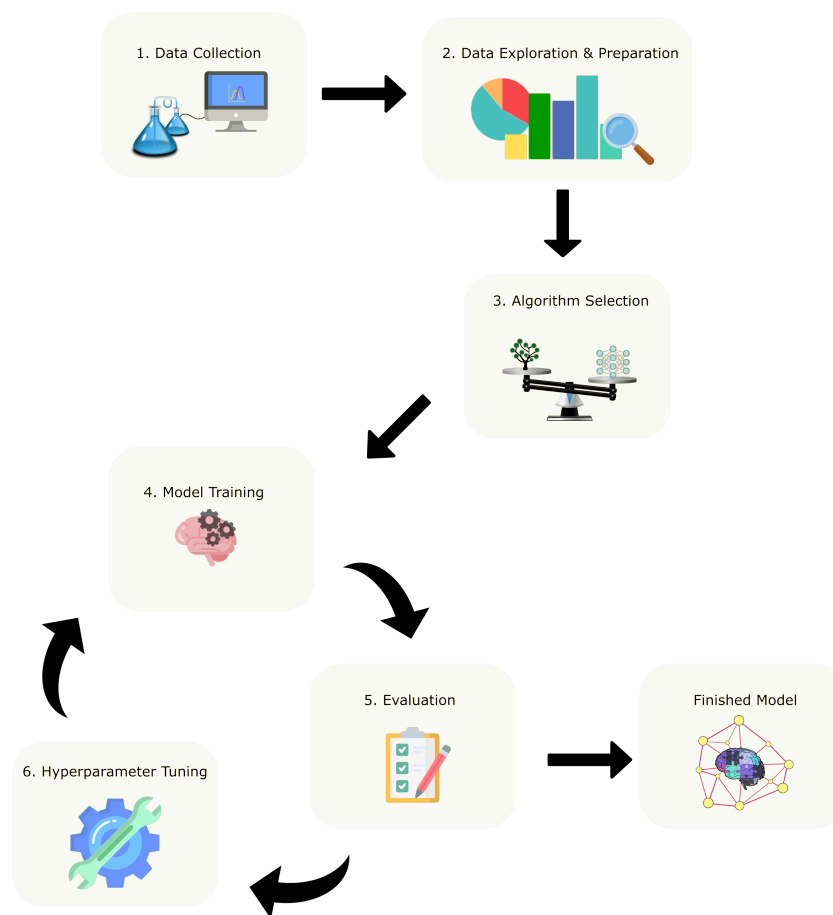 1. Data Collection
2. Data Exploration & Preparation
3. Algorithm Selection
4. Model Training
5. Evaluation
Finished Model
6. Hyperparameter Tuning